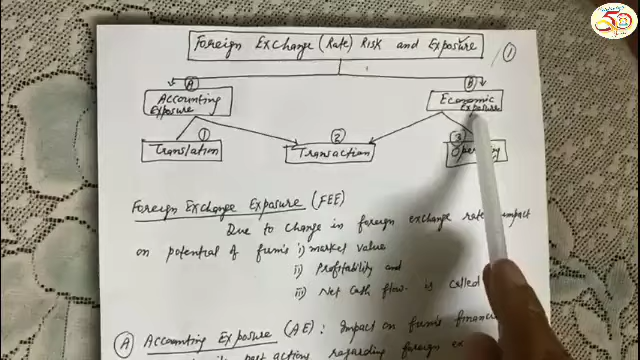 Foreign Exchange (Rate) Risk and Exposure
1
A
B
Accounting
Exposure
Economic
Exposure
1
2
3
Translation
Transaction
Foreign Exchange Exposure (FEE)
Due to change in foreign exchange rate impact
on potential of firm's i) market value
ii) Profitability and
iii) Net Cash flow is called
A Accounting Exposure (AE): Impact on firm's
past actions regarding foreign
50